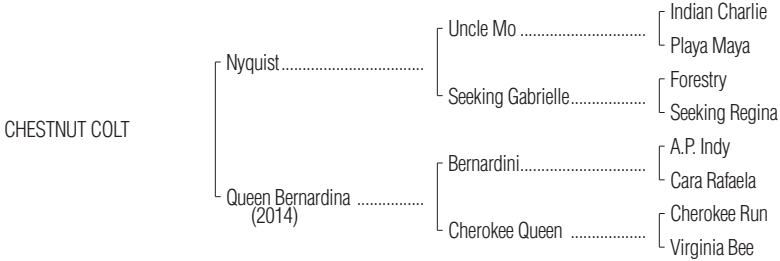 Indian Charlie
Uncle Mo ................................
Playa Maya
Nyquist....................................
Forestry
Seeking Gabrielle...................
Seeking Regina
CHESTNUT COLT
A.P. Indy
Bernardini................................
Cara Rafaela
Queen Bernardina .................
(2014)
Cherokee Run
Cherokee Queen ...................
Virginia Bee